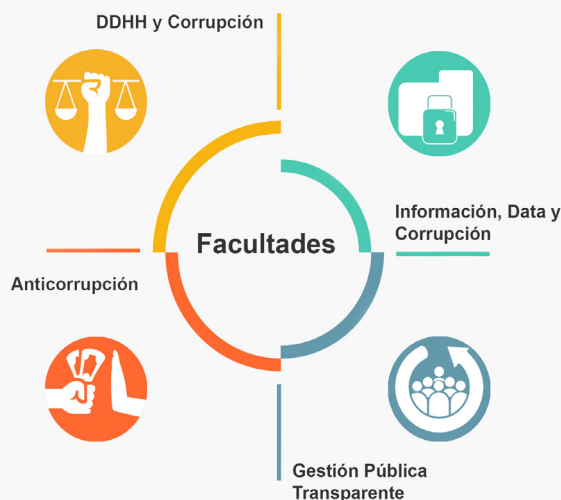 DDHH y Corrupción
Información, Data y
Corrupción
Facultades
Anticorrupción
Gestión Pública
Transparente